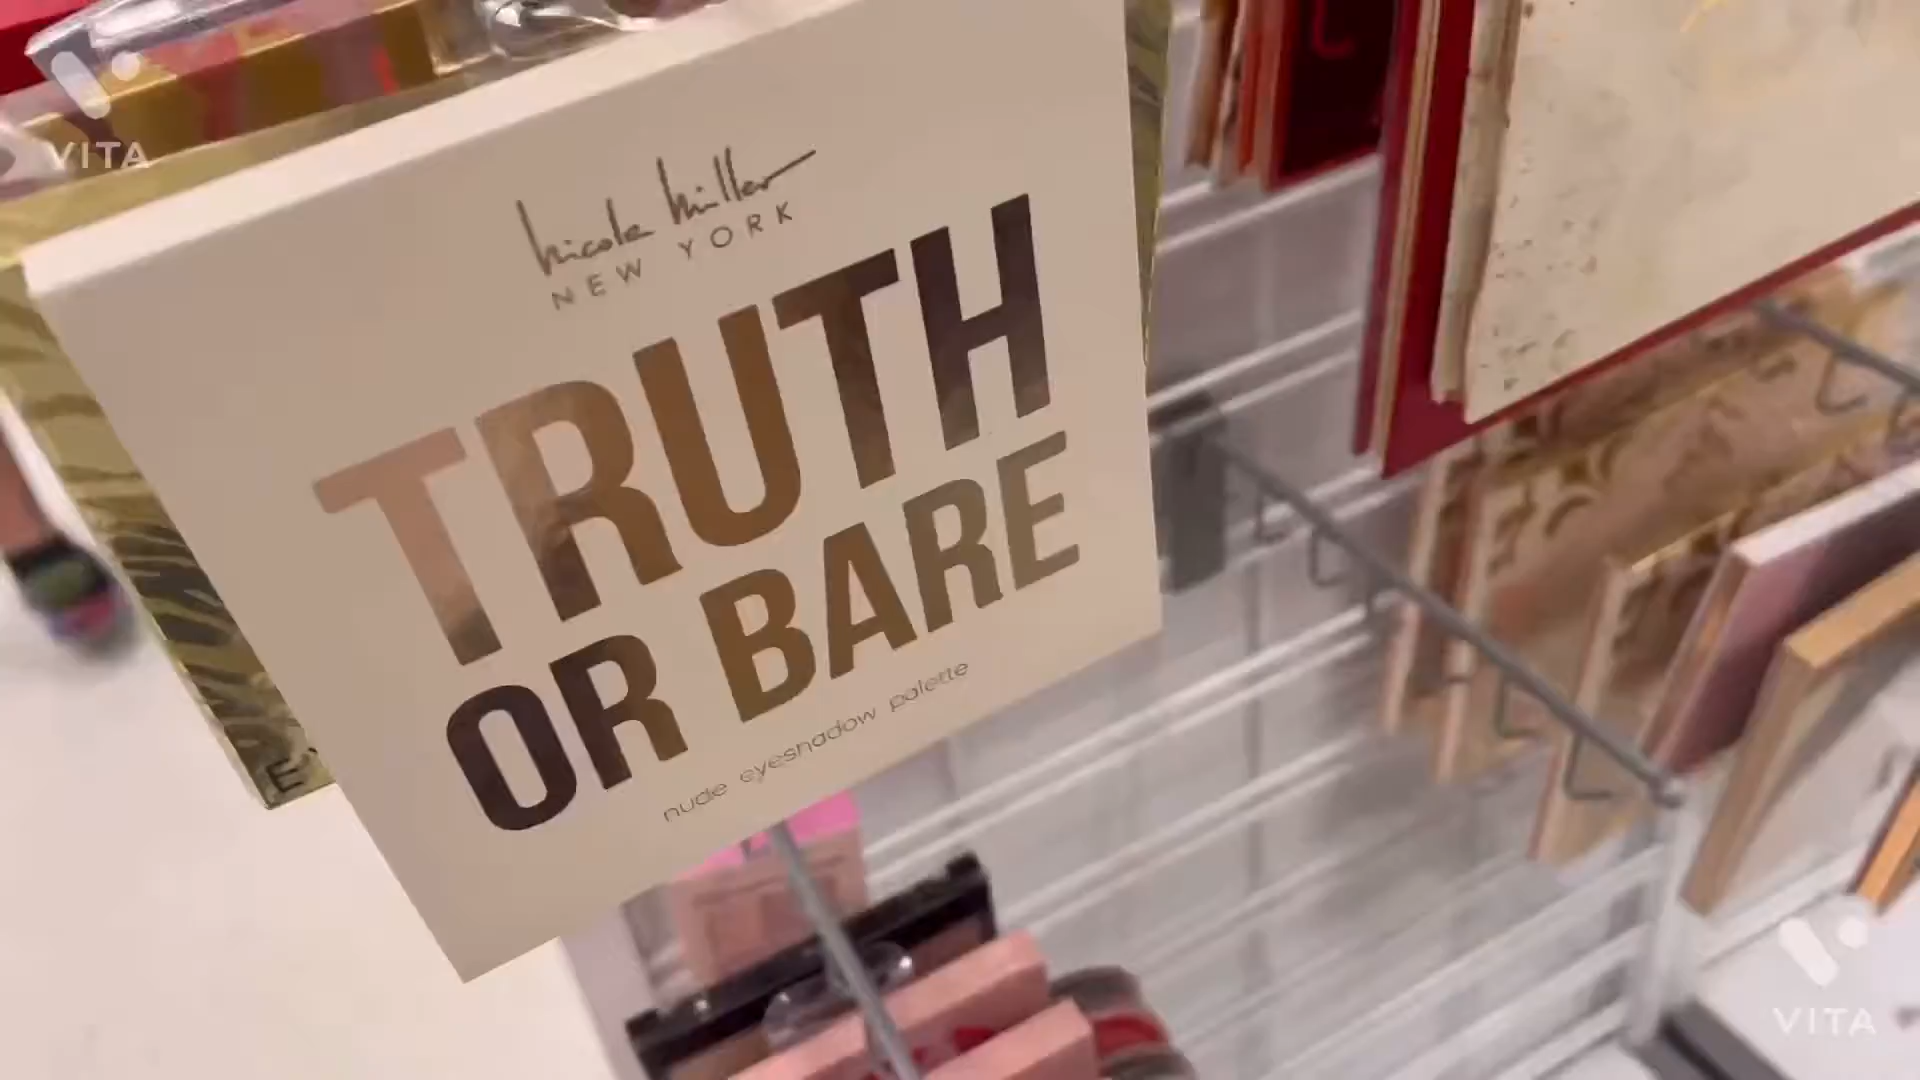 VITA
Nicole Miller
NEW YORK
TRUTH
OR BARE
nude eyeshadow palette
E
VITA